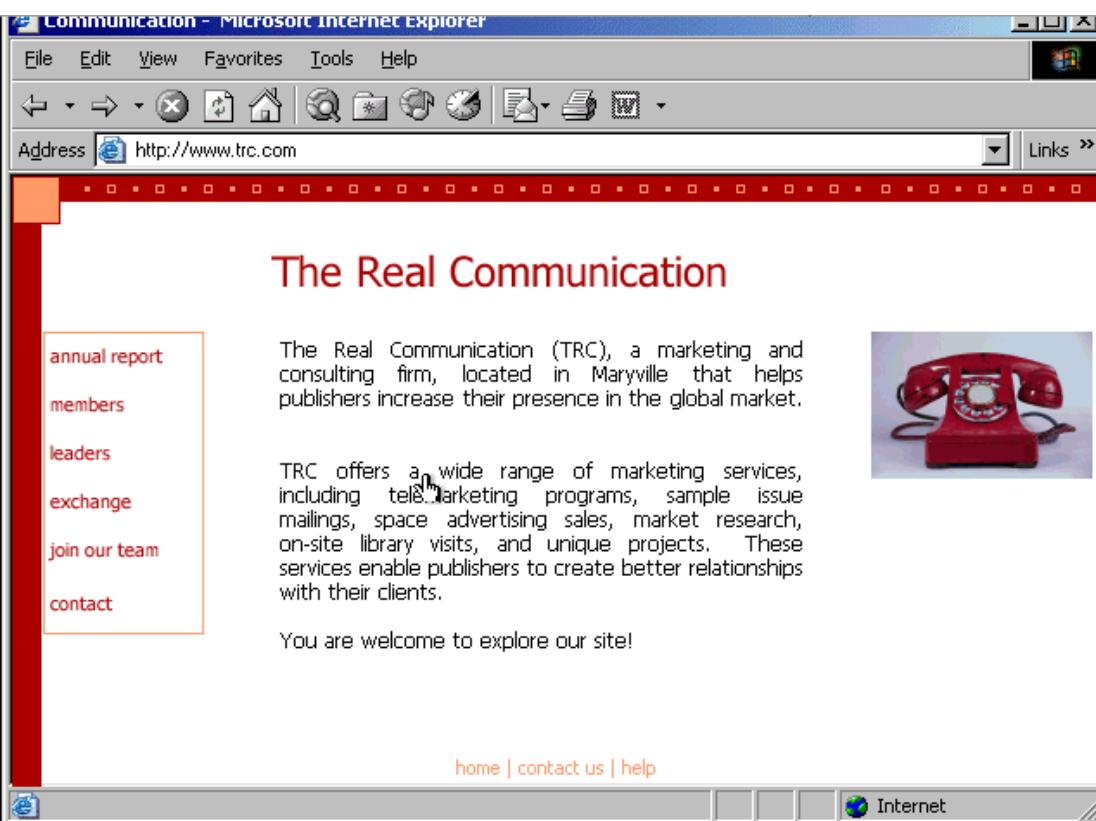 Communication - Microsoft Internet Explorer
File Edit View Favorites Tools Help
Address http://www.trc.com Links »
The Real Communication
annual report
members
leaders
exchange
join our team
contact
The Real Communication (TRC), a marketing and
consulting firm, located in Maryville that helps
publishers increase their presence in the global market.
TRC offers a wide range of marketing services,
including telemarketing programs, sample issue
mailings, space advertising sales, market research,
on-site library visits, and unique projects. These
services enable publishers to create better relationships
with their clients.
You are welcome to explore our site!
home | contact us | help
Internet